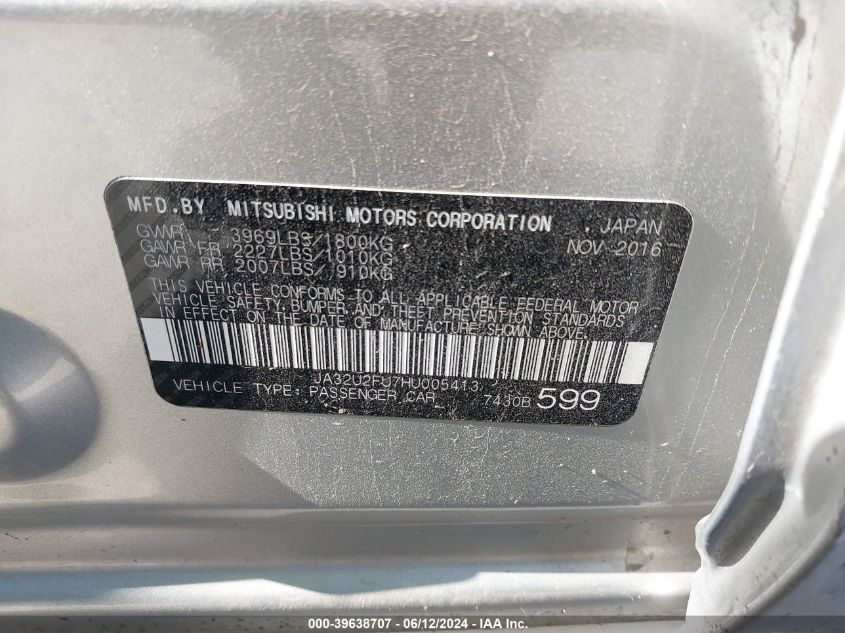 MFD.BY MITSUBISHI MOTORS CORPORATION JAPAN
GVWR 3969LBS/1800KG NOV-2016
GAWR FR 2227LBS/1010KG
GAWR RR 2007LBS/ 910KG
THIS VEHICLE CONFORMS TO ALL APPLICABLE FEDERAL MOTOR
VEHICLE SAFETY, BUMPER AND THEFT PREVENTION STANDARDS
IN EFFECT ON THE DATE OF MANUFACTURE SHOWN ABOVE.
JA32U2FU7HU005413
VEHICLE TYPE: PASSENGER CAR 7430B 599
000-39638707 - 06/12/2024 - IAAI.COM